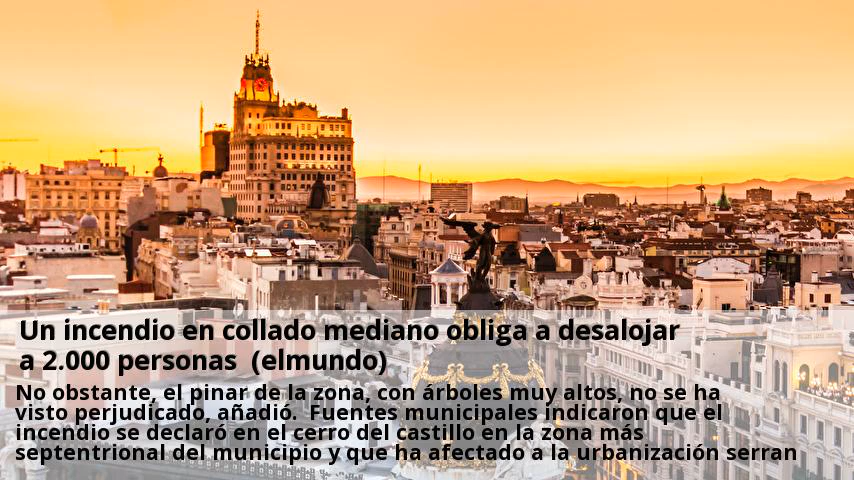 Un incendio en collado mediano obliga a desalojar
a 2.000 personas  (elmundo)
No obstante, el pinar de la zona, con árboles muy altos, no se ha
visto perjudicado, añadió.  Fuentes municipales indicaron que el
incendio se declaró en el cerro del castillo en la zona más
septentrional del municipio y que ha afectado a la urbanización serran